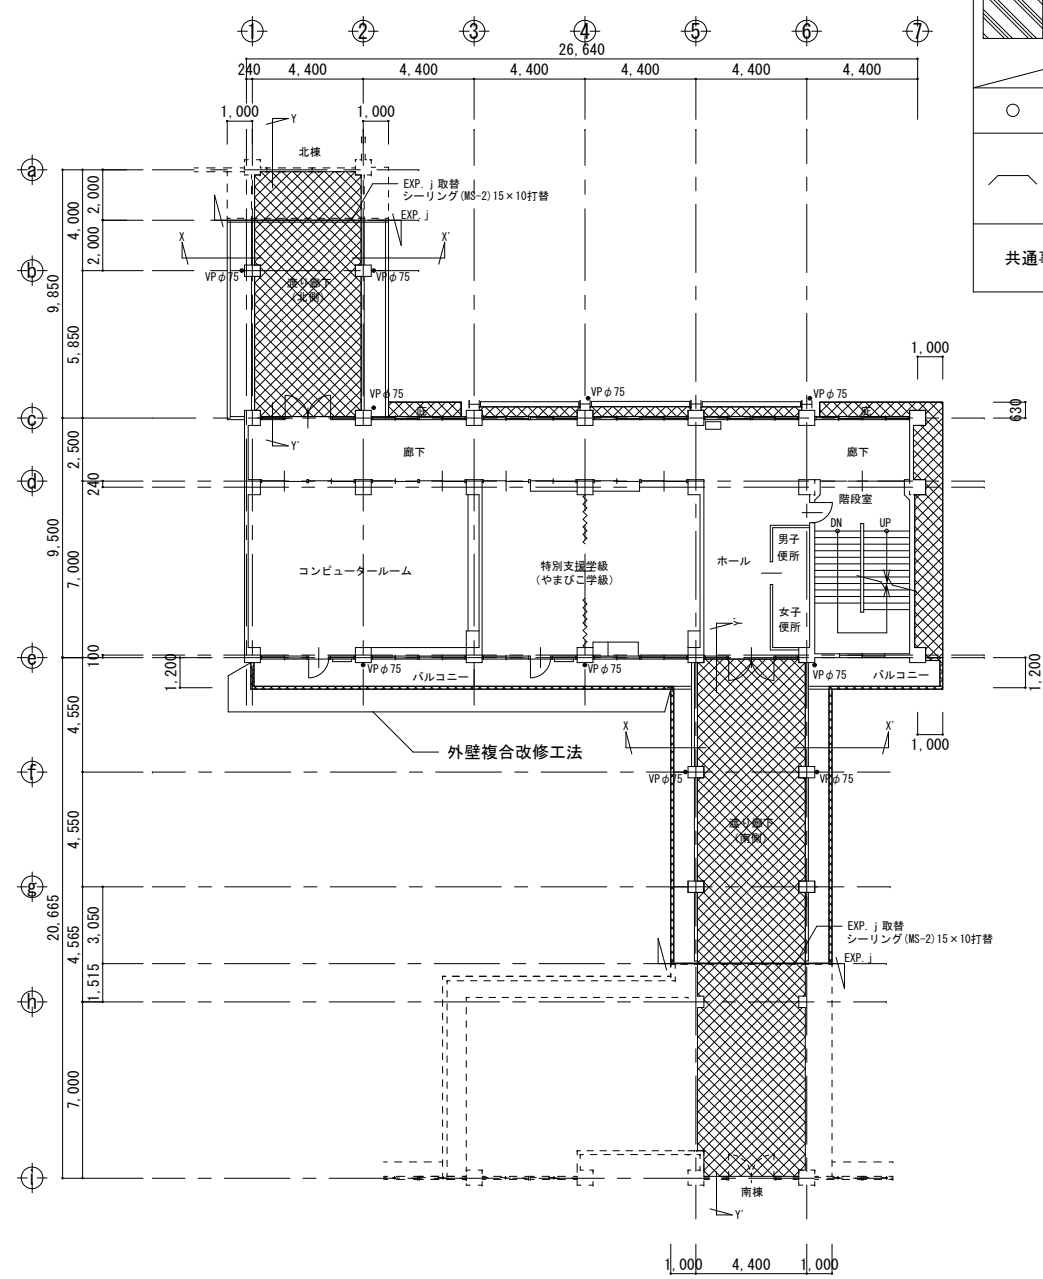 ① ② ③ ④ ⑤ ⑥ ⑦
26,640
240 4,400 4,400 4,400 4,400 4,400 4,400
1,000 1,000
Y
北棟
ⓐ
EXP.j 取替
シーリング(MS-2)15×10打替
EXP.j
2,000
4,000
2,000
X X'
ⓑ
VPφ75 VPφ75
渡り廊下
(北側)
9,850
5,850
1,000
VPφ75 VPφ75 VPφ75
庇 庇
630
ⓒ
Y'
廊下 廊下
2,500
ⓓ
240
階段室
DN UP
男子
便所
ホール
コンピュータールーム
特別支援学級
(やまびこ学級)
9,500
7,000
女子
便所
Y
ⓔ
100
VPφ75 VPφ75 VPφ75
バルコニー バルコニー
1,200 1,200
1,000
外壁複合改修工法
X X'
4,550
ⓕ
VPφ75 VPφ75
渡り廊下
(南側)
4,550
ⓖ
20,665
4,565
3,050
EXP.j 取替
シーリング(MS-2)15×10打替
EXP.j
1,515
ⓗ
7,000
ⓘ
南棟
Y'
1,000 4,400 1,000
共通